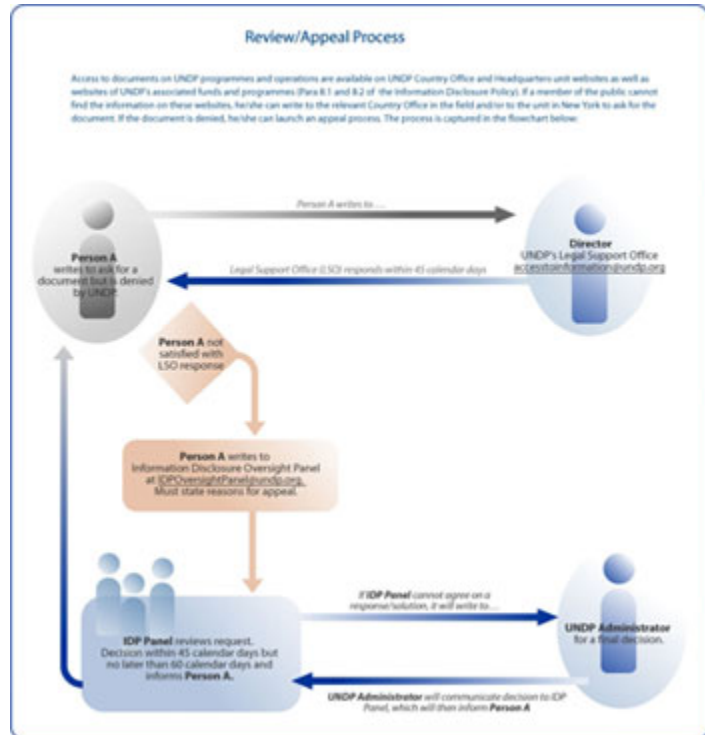 Review/Appeal Process
Access to documents on UNDP programmes and operations are available on UNDP Country Office and Headquarters unit websites as well as
websites of UNDP's associated funds and programmes (Para 8.1 and 8.2 of the Information Disclosure Policy). If a member of the public cannot
find the information on these websites, he/she can write to the relevant Country Office in the field and/or to the unit in New York to ask for the
document. If the document is denied, he/she can launch an appeal process. The process is captured in the flowchart below:
Person A writes to ...
Person A
writes to ask for a
document but is denied
by UNDP.
Director
UNDP's Legal Support Office
accesstoinformation@undp.org
Legal Support Office (LSO) responds within 45 calendar days
Person A not
satisfied with
LSO response
Person A writes to
Information Disclosure Oversight Panel
at IDPOversightPanel@undp.org.
Must state reasons for appeal.
If IDP Panel cannot agree on a
response/solution, it will write to...
IDP Panel reviews request.
Decision within 45 calendar days but
no later than 60 calendar days and
informs Person A.
UNDP Administrator
for a final decision.
UNDP Administrator will communicate decision to IDP
Panel, which will then inform Person A